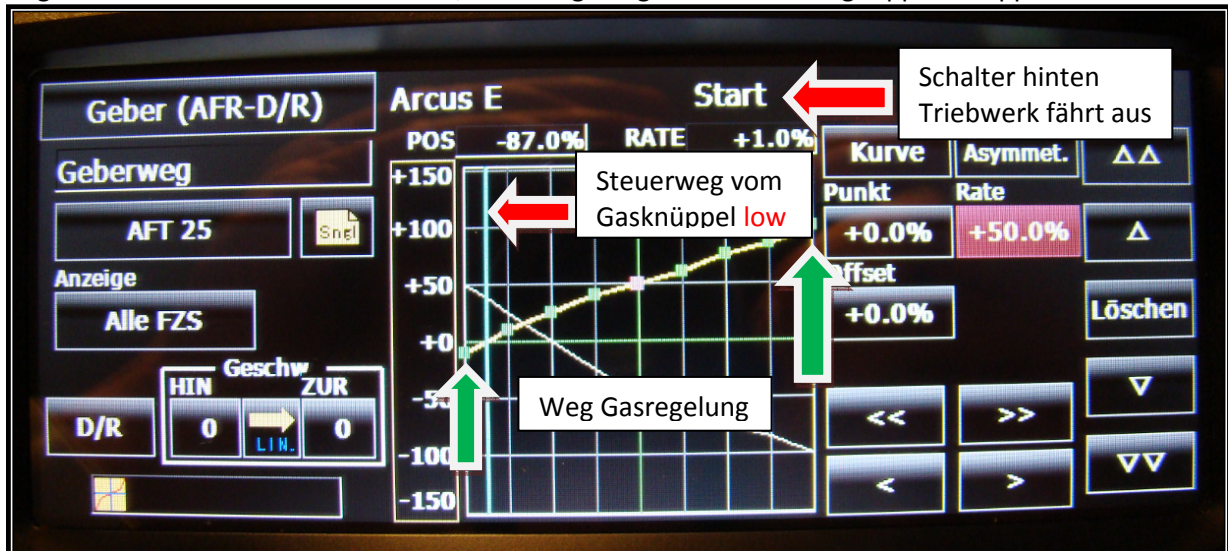 Geber (AFR-D/R)
Arcus E
Start
Schalter hinten
Triebwerk fährt aus
POS -87.0% RATE +1.0%
Geberweg
AFT 25
Sngl
Anzeige
Alle FZS
Geschw
HIN
ZUR
D/R
0
LIN.
0
+150
+100
+50
+0
-100
-150
Steuerweg vom
Gasknüppel low
Weg Gasregelung
Kurve
Asymmet.
Punkt
Rate
+0.0%
+50.0%
+0.0%
Löschen
<<
>>
<
>